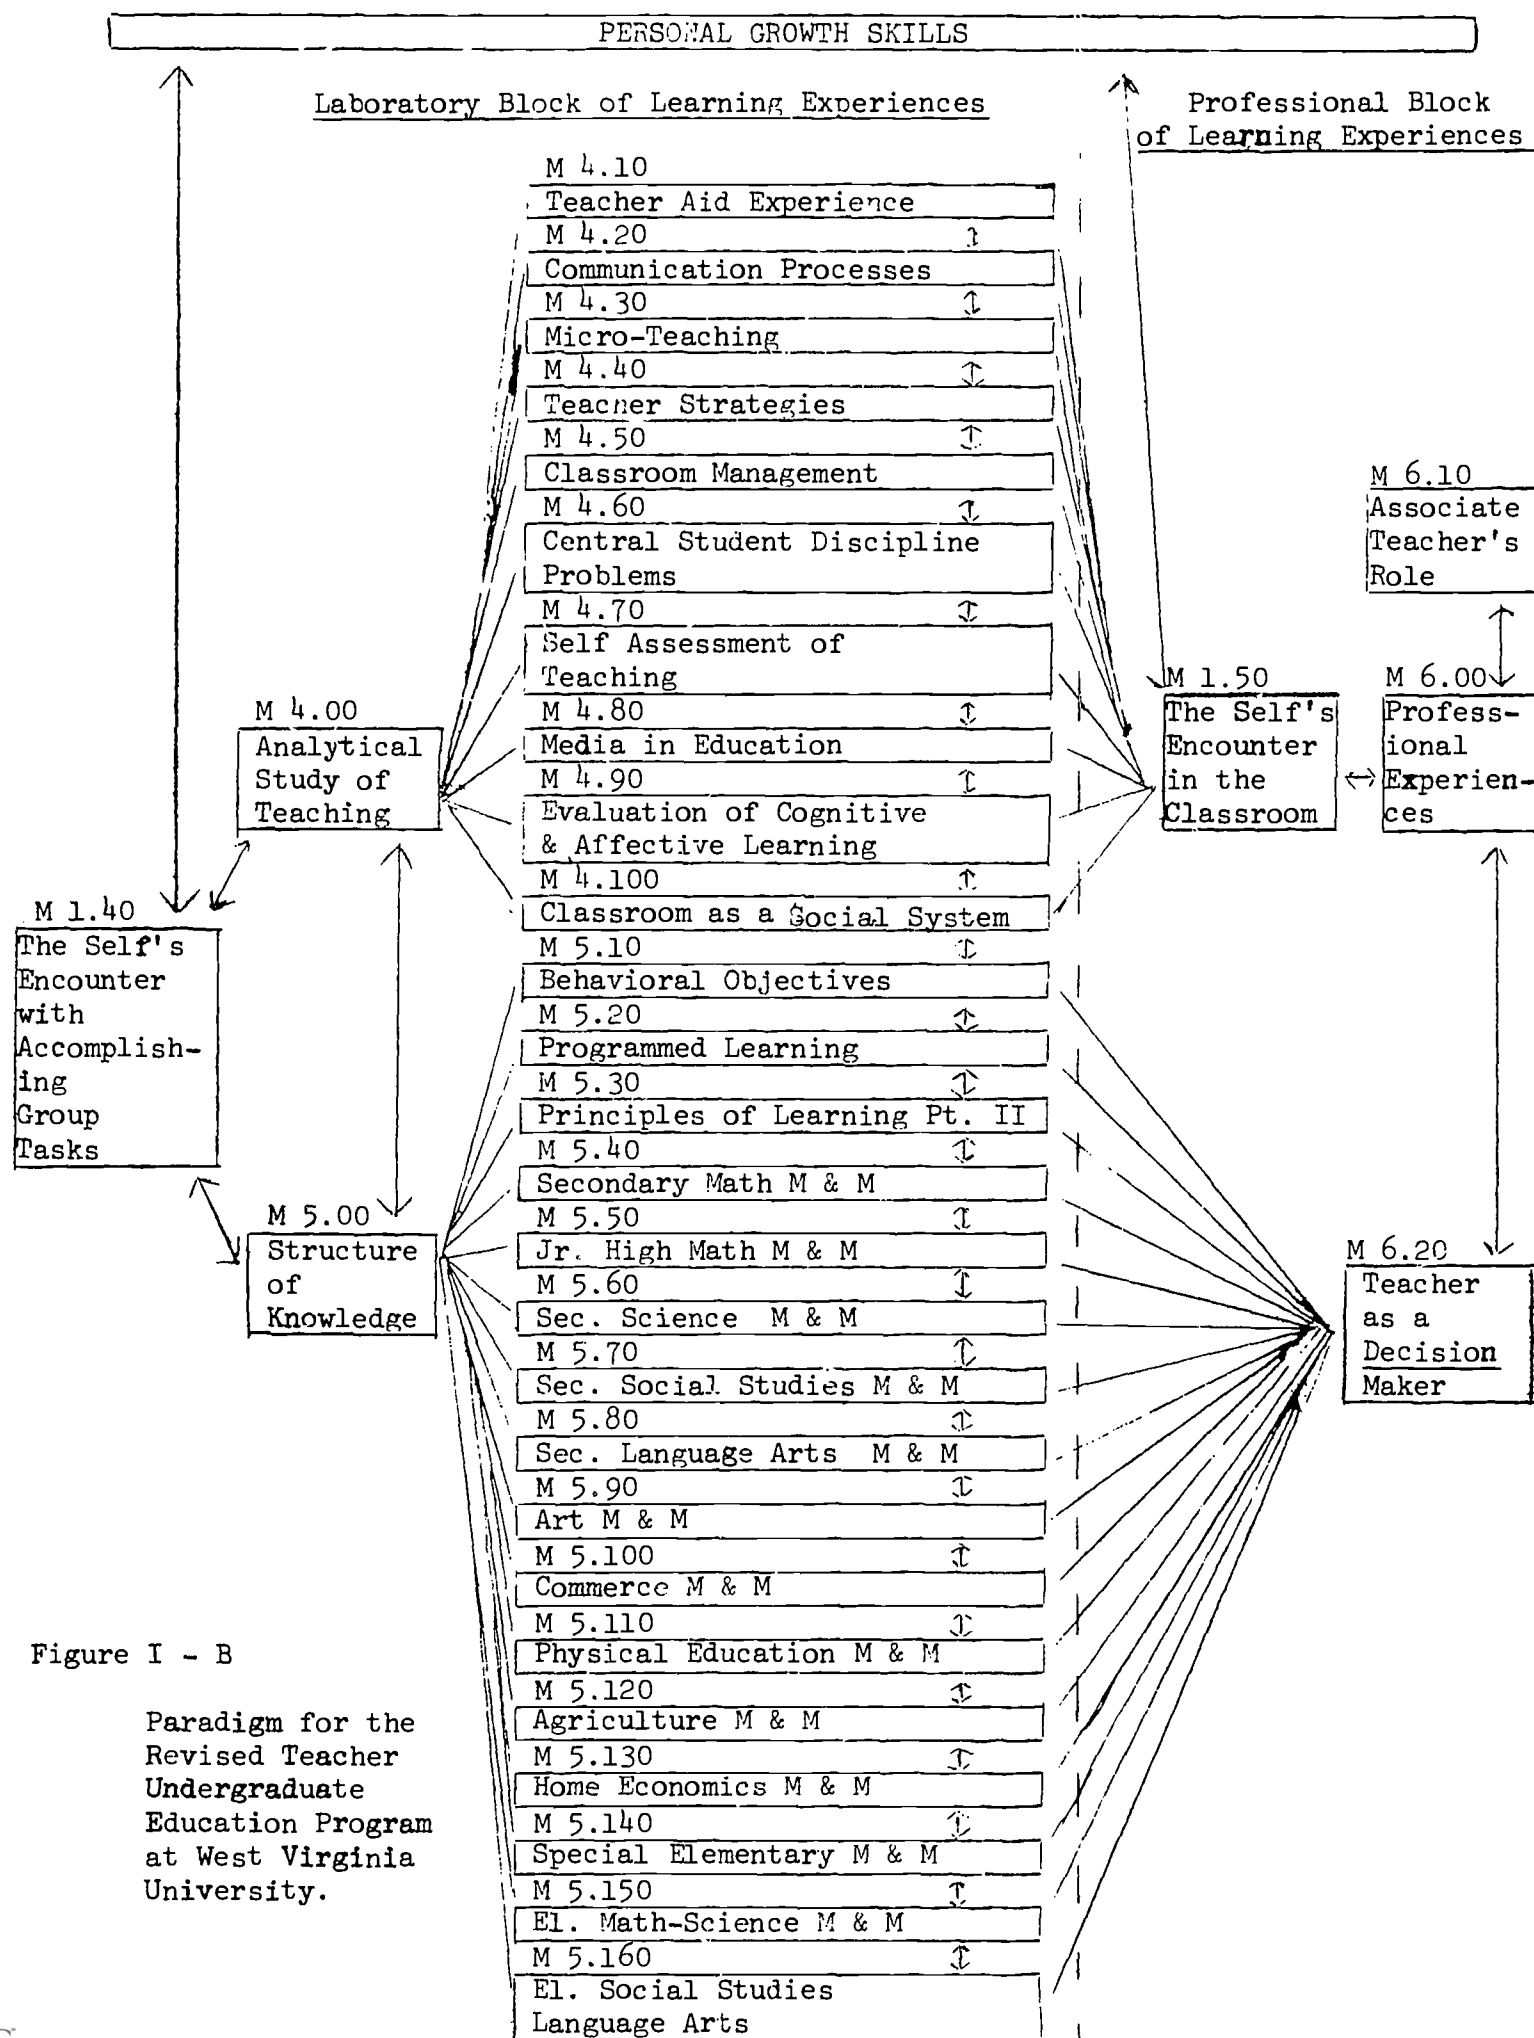 PERSONAL GROWTH SKILLS
Laboratory Block of Learning Experiences
Professional Block
of Learning Experiences
M 4.10
Teacher Aid Experience
M 4.20
Communication Processes
M 4.30
Micro-Teaching
M 4.40
Teacher Strategies
M 4.50
Classroom Management
M 4.60
Central Student Discipline
Problems
M 4.70
Self Assessment of
Teaching
M 4.80
Media in Education
M 4.90
Evaluation of Cognitive
& Affective Learning
M 4.100
Classroom as a Social System
M 5.10
Behavioral Objectives
M 5.20
Programmed Learning
M 5.30
Principles of Learning Pt. II
M 5.40
Secondary Math M & M
M 5.50
Jr. High Math M & M
M 5.60
Sec. Science M & M
M 5.70
Sec. Social Studies M & M
M 5.80
Sec. Language Arts M & M
M 5.90
Art M & M
M 5.100
Commerce M & M
M 5.110
Physical Education M & M
M 5.120
Agriculture M & M
M 5.130
Home Economics M & M
M 5.140
Special Elementary M & M
M 5.150
El. Math-Science M & M
M 5.160
El. Social Studies
Language Arts
M 4.00
Analytical
Study of
Teaching
M 1.40
The Self's
Encounter
with
Accomplish-
ing
Group
Tasks
M 5.00
Structure
of
Knowledge
M 1.50
The Self's
Encounter
in the
Classroom
M 6.10
Associate
Teacher's
Role
M 6.00
Profess-
ional
Experien-
ces
M 6.20
Teacher
as a
Decision
Maker
Figure I - B
Paradigm for the
Revised Teacher
Undergraduate
Education Program
at West Virginia
University.